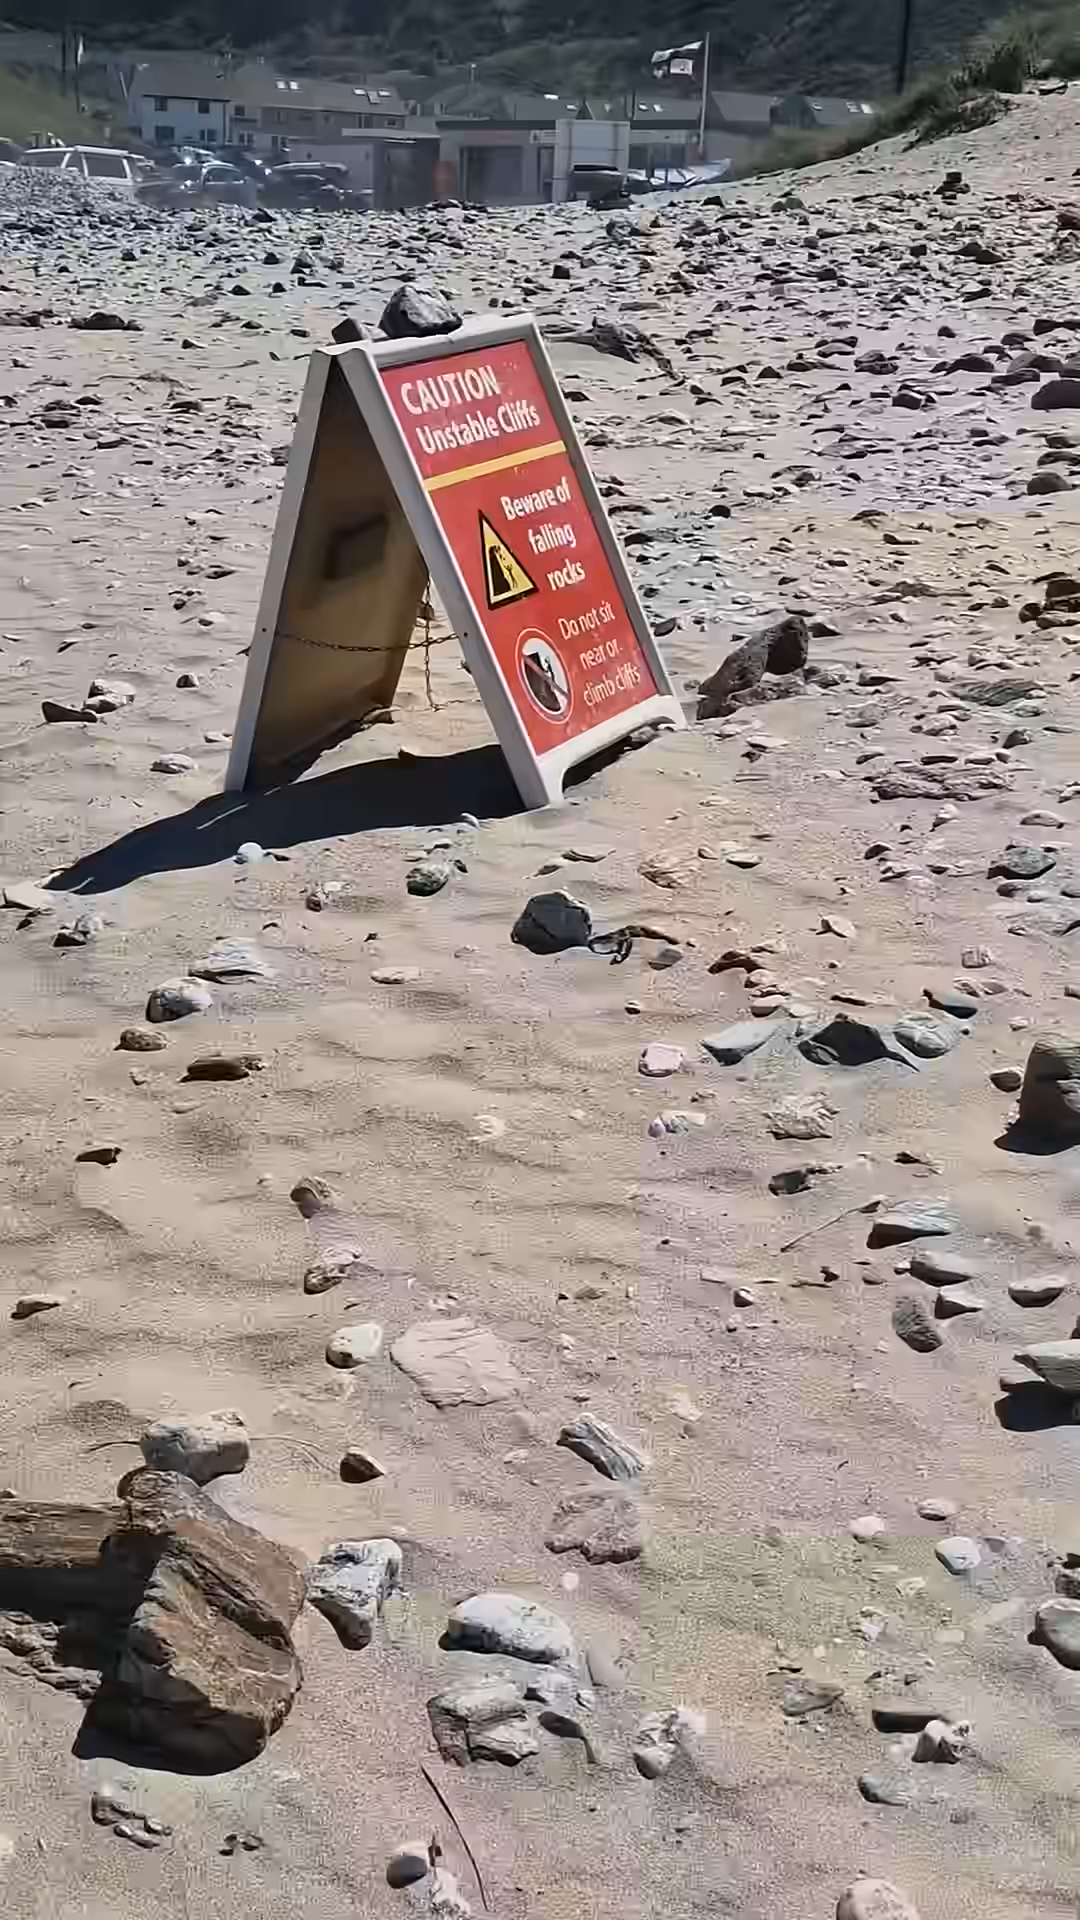 CAUTION
Unstable Cliffs
Beware of
falling
rocks
Do not sit
near or
climb cliffs